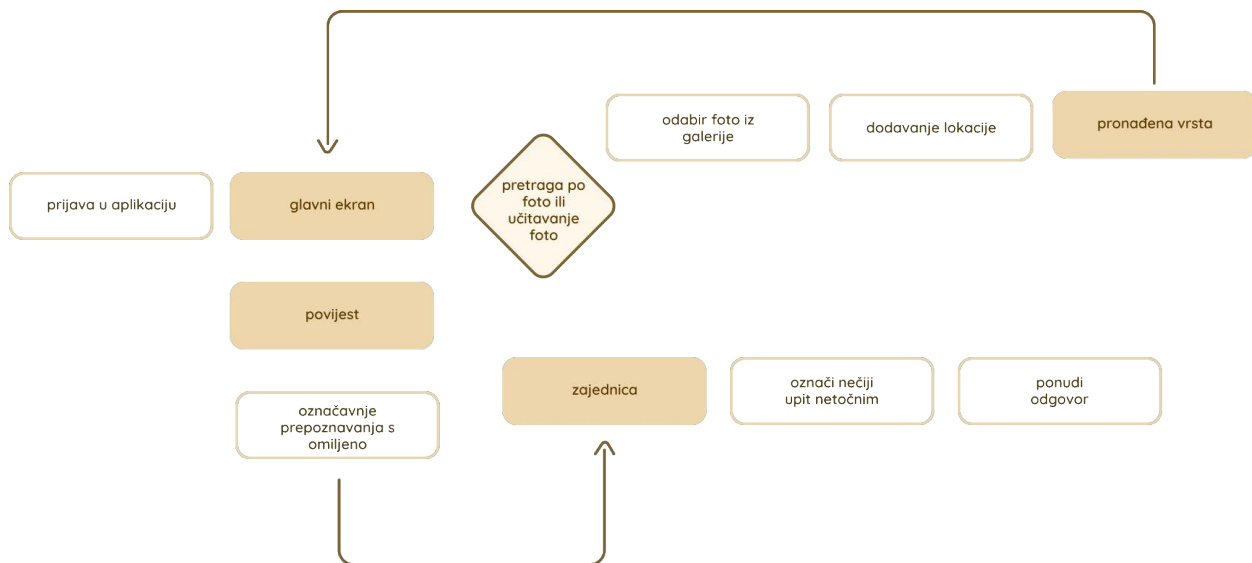 odabir foto iz
galerije
dodavanje lokacije
pronađena vrsta
prijava u aplikaciju
glavni ekran
pretraga po
foto ili
učitavanje
foto
povijest
zajednica
označi nečiji
upit netočnim
ponudi
odgovor
označavnje
prepoznavanja s
omiljeno